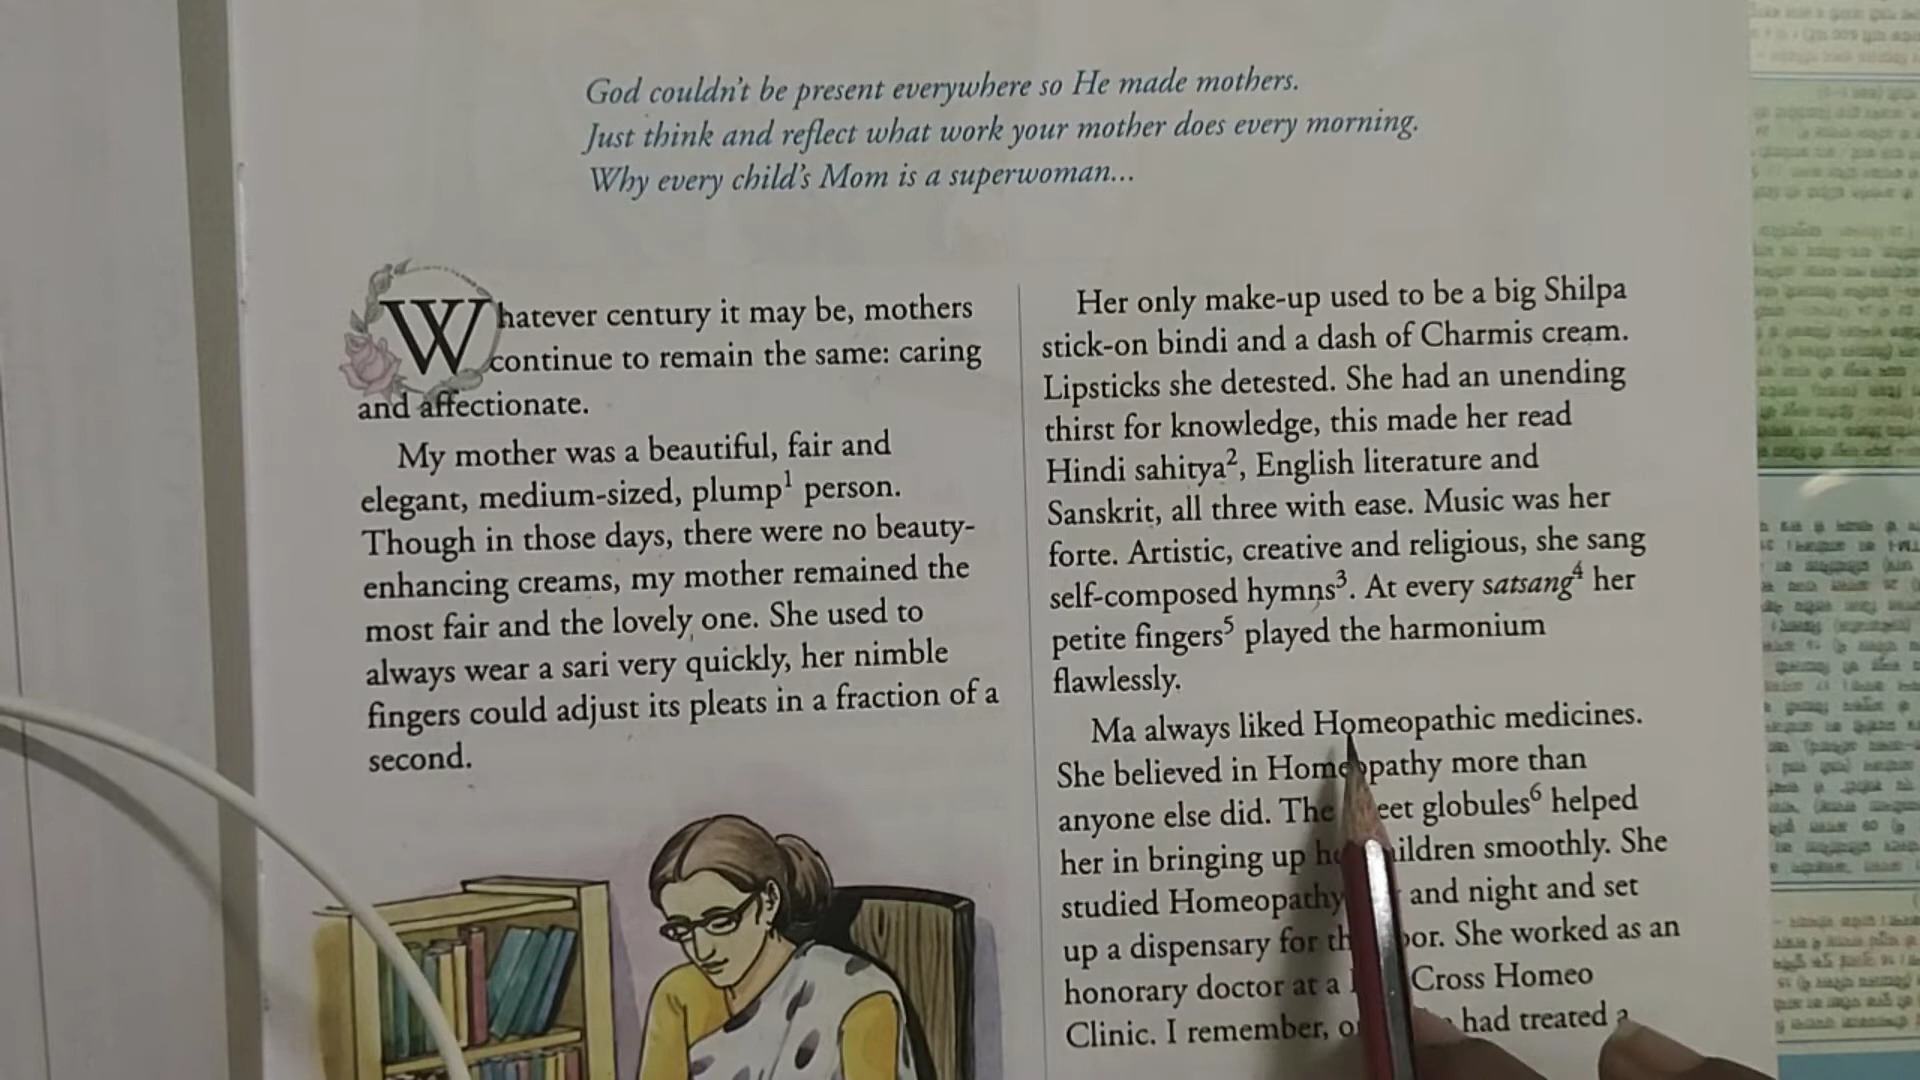 God couldn't be present everywhere so He made mothers.
Just think and reflect what work your mother does every morning.
Why every child's Mom is a superwoman...
Whatever century it may be, mothers
continue to remain the same: caring
and affectionate.
My mother was a beautiful, fair and
elegant, medium-sized, plump¹ person.
Though in those days, there were no beauty-
enhancing creams, my mother remained the
most fair and the lovely one. She used to
always wear a sari very quickly, her nimble
fingers could adjust its pleats in a fraction of a
second.
Her only make-up used to be a big Shilpa
stick-on bindi and a dash of Charmis cream.
Lipsticks she detested. She had an unending
thirst for knowledge, this made her read
Hindi sahitya², English literature and
Sanskrit, all three with ease. Music was her
forte. Artistic, creative and religious, she sang
self-composed hymns³. At every satsang⁴ her
petite fingers⁵ played the harmonium
flawlessly.
Ma always liked Homeopathic medicines.
She believed in Homeopathy more than
anyone else did. The globules⁶ helped
her in bringing up smoothly. She
studied Homeopathy and night and set
up a dispensary for She worked as an
honorary doctor at a Cross Homeo
Clinic. I remember, had treated a